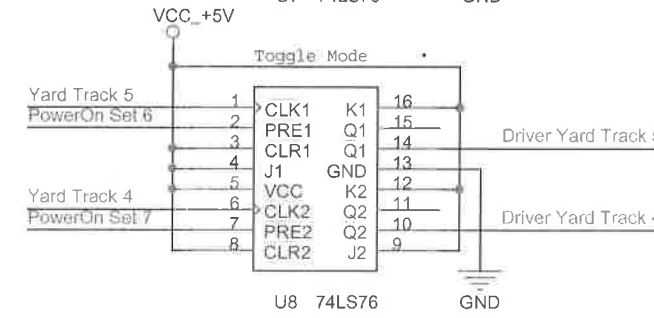 GND
VCC_+5V
Toggle Mode
Yard Track 5
PowerOn Set 6
1 CLK1 K1 16
2 PRE1 Q1 15
3 CLR1 Q1 14
Driver Yard Track
4 J1 GND 13
5 VCC K2 12
Yard Track 4
6 CLK2 Q2 11
PowerOn Set 7
7 PRE2 Q2 10
Driver Yard Track
8 CLR2 J2 9
U8 74LS76
GND